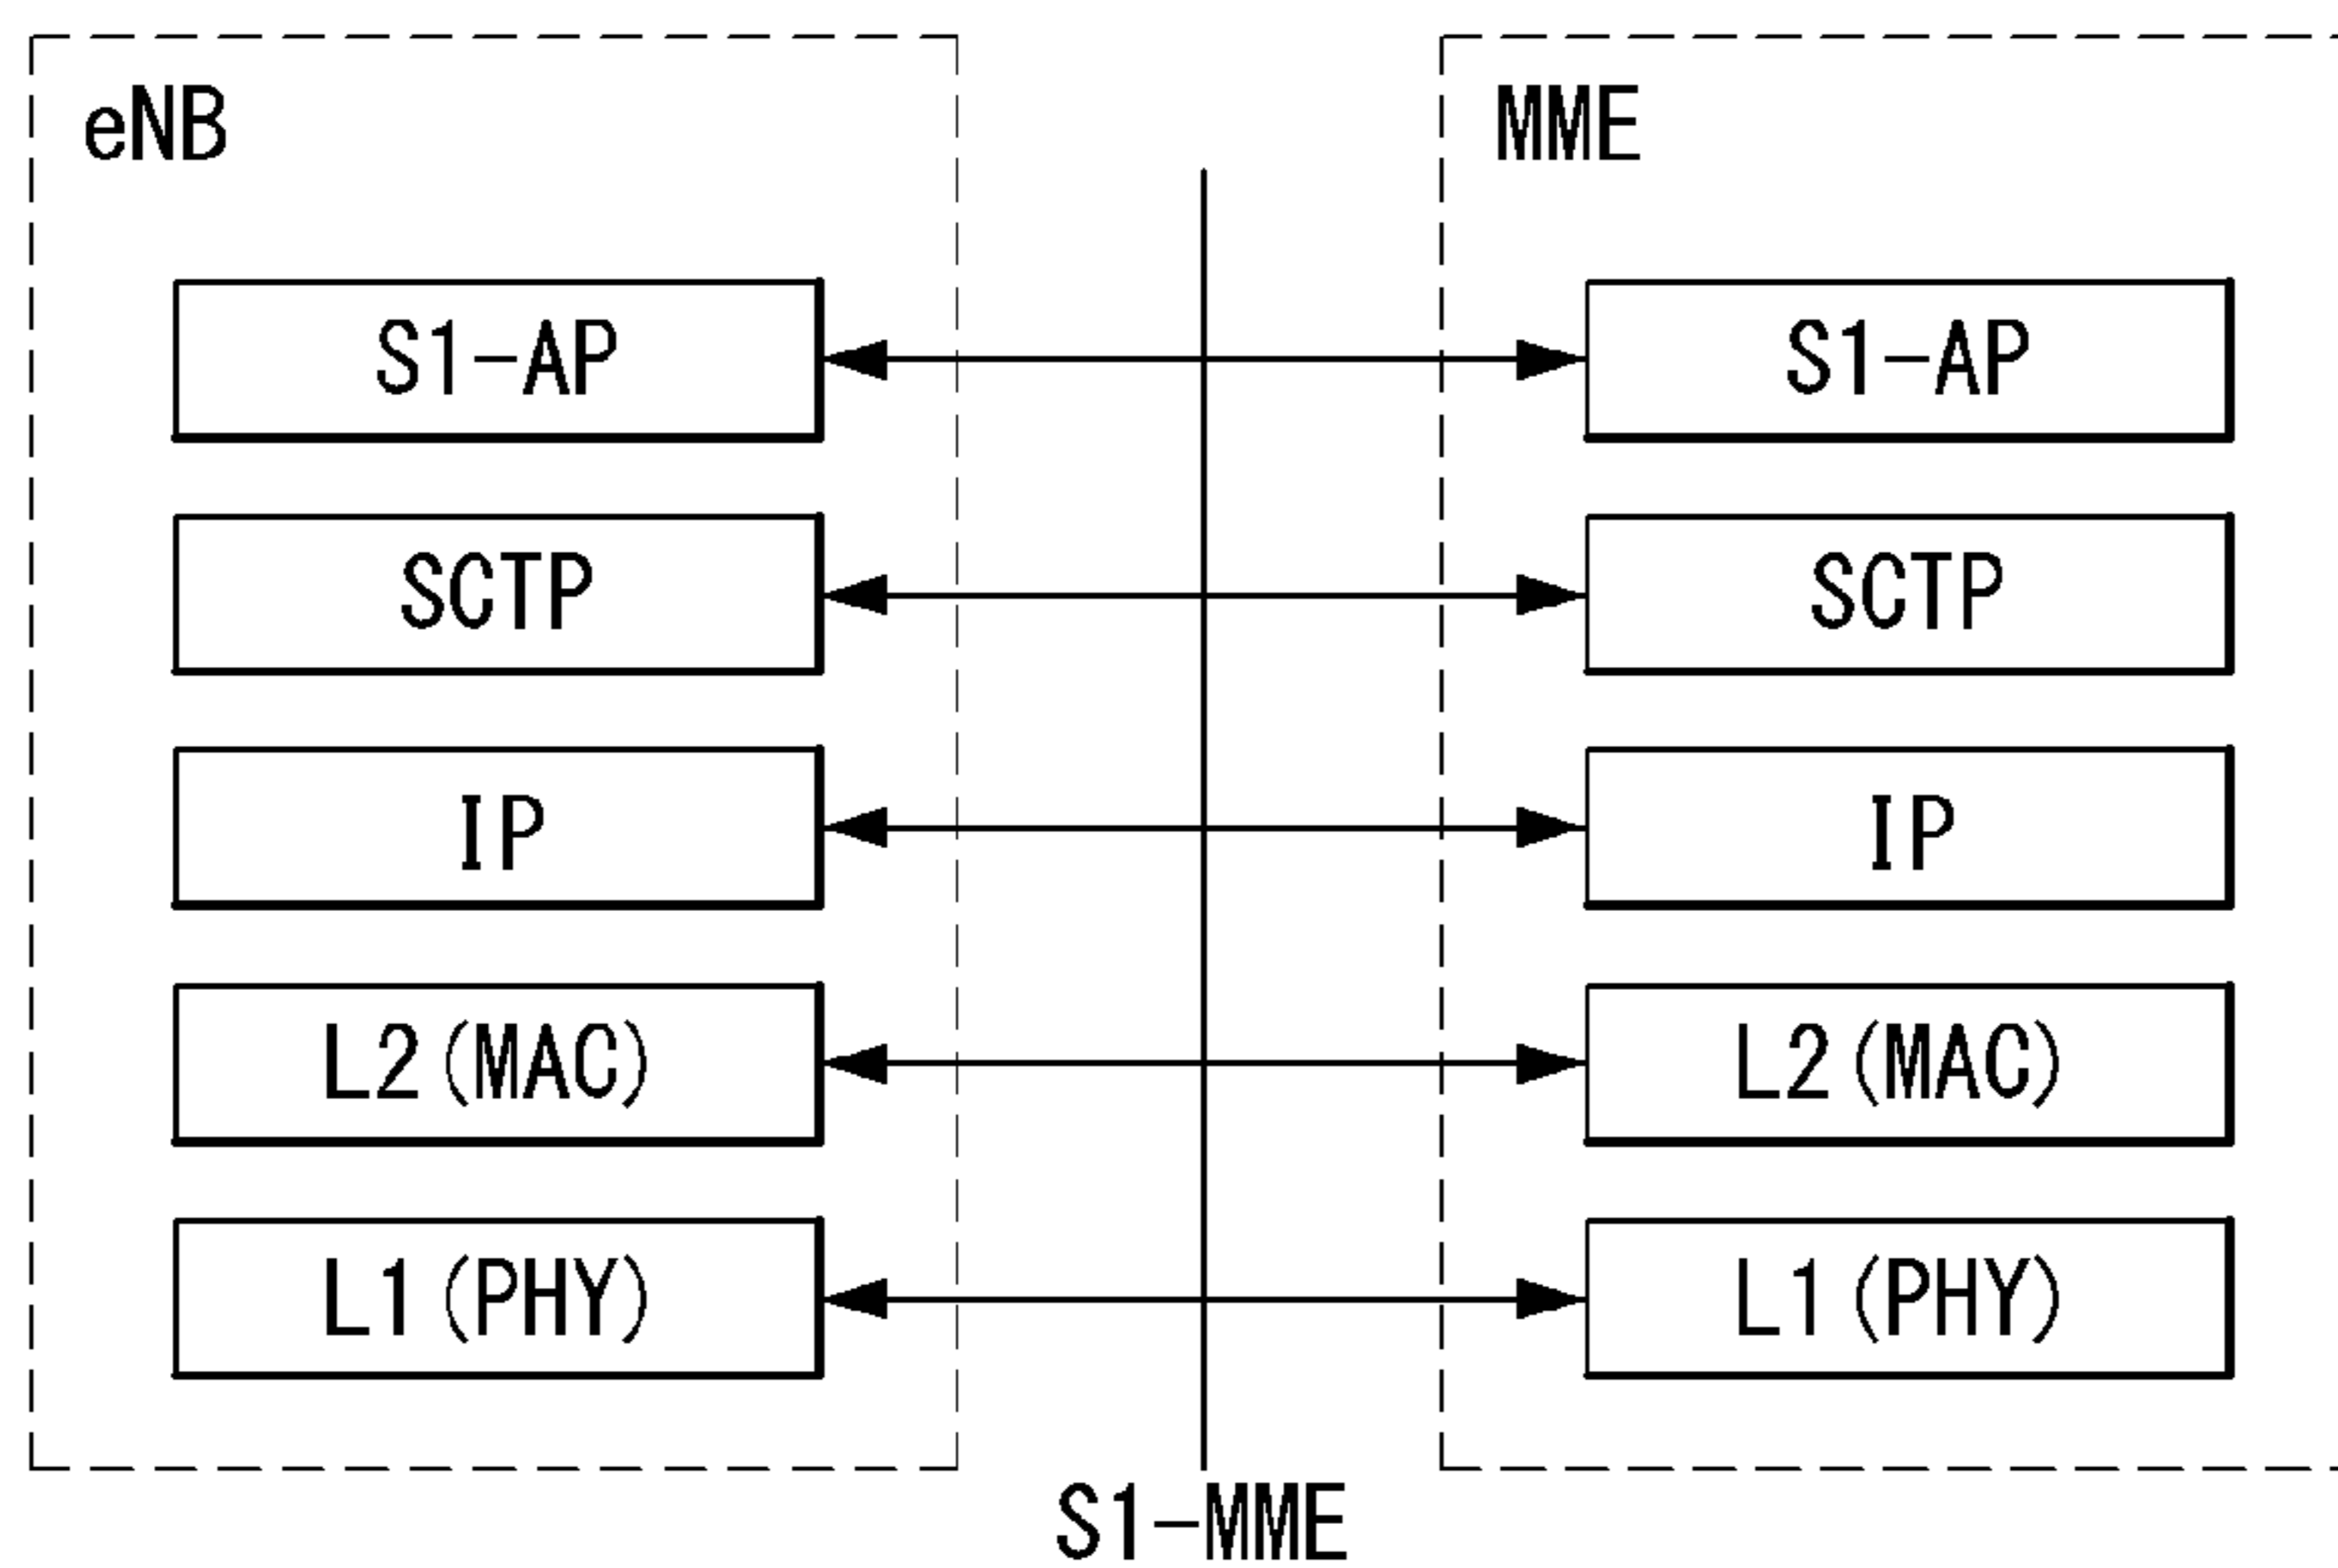 eNB
MME
S1-AP
S1-AP
SCTP
SCTP
IP
IP
L2(MAC)
L2(MAC)
L1(PHY)
L1(PHY)
S1-MME